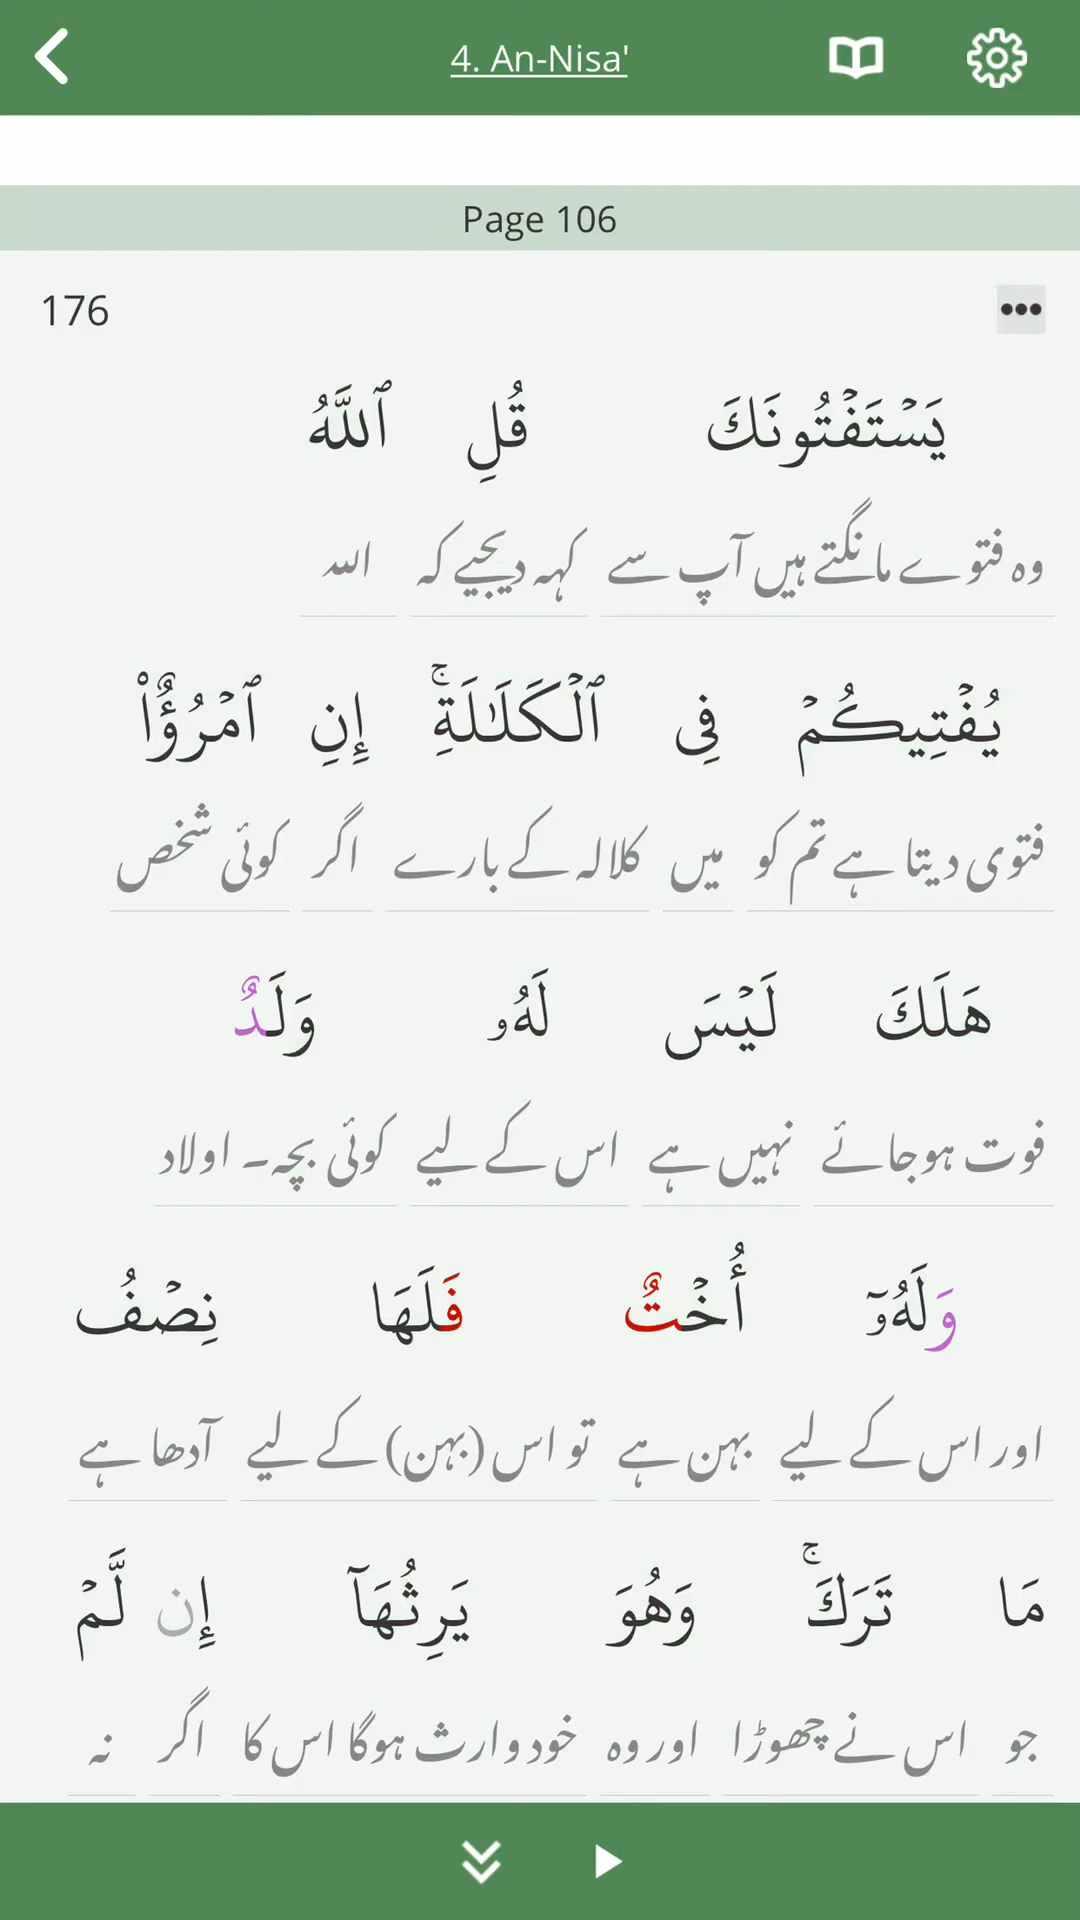 4. An-Nisa'
Page 106
176
يَسْتَفْتُونَكَ قُلِ ٱللَّهُ
وہ فتوے مانگتے ہیں آپ سے کہہ دیجیے کہ اللہ
يُفْتِيكُمْ فِى ٱلْكَلَـٰلَةِ ۚ إِنِ ٱمْرُؤٌا۟
فتوی دیتا ہے تم کو میں کلالہ کے بارے اگر کوئی شخص
هَلَكَ لَيْسَ لَهُۥ وَلَدٌ
فوت ہوجائے نہیں ہے اس کے لیے کوئی بچہ۔ اولاد
وَلَهُۥٓ أُخْتٌ فَلَهَا نِصْفُ
اور اس کے لیے بہن ہے تو اس (بہن) کے لیے آدھا ہے
مَا تَرَكَ ۚ وَهُوَ يَرِثُهَآ إِن لَّمْ
جو اس نے چھوڑا اور وہ خود وارث ہوگا اس کا اگر نہ